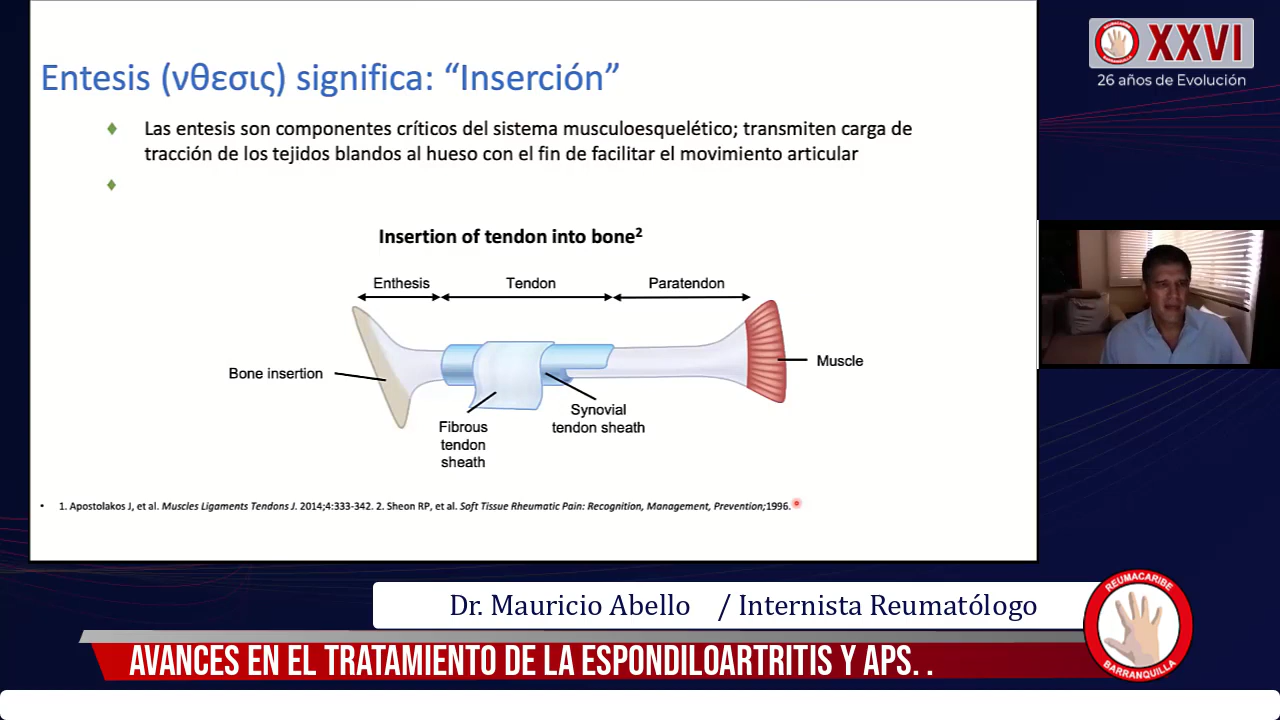 Entesis (νθεσις) significa: “Inserción”
Las entesis son componentes críticos del sistema musculoesquelético; transmiten carga de
tracción de los tejidos blandos al hueso con el fin de facilitar el movimiento articular
Insertion of tendon into bone2
Enthesis
Tendon
Paratendon
Bone insertion
Muscle
Fibrous
tendon
sheath
Synovial
tendon sheath
• 1. Apostolakos J, et al. Muscles Ligaments Tendons J. 2014;4:333-342. 2. Sheon RP, et al. Soft Tissue Rheumatic Pain: Recognition, Management, Prevention;1996.
REUMACARIBE
BARRANQUILLA
XXVI
26 años de Evolución
Dr. Mauricio Abello / Internista Reumatólogo
REUMACARIBE
BARRANQUILLA
AVANCES EN EL TRATAMIENTO DE LA ESPONDILOARTRITIS Y APS. .